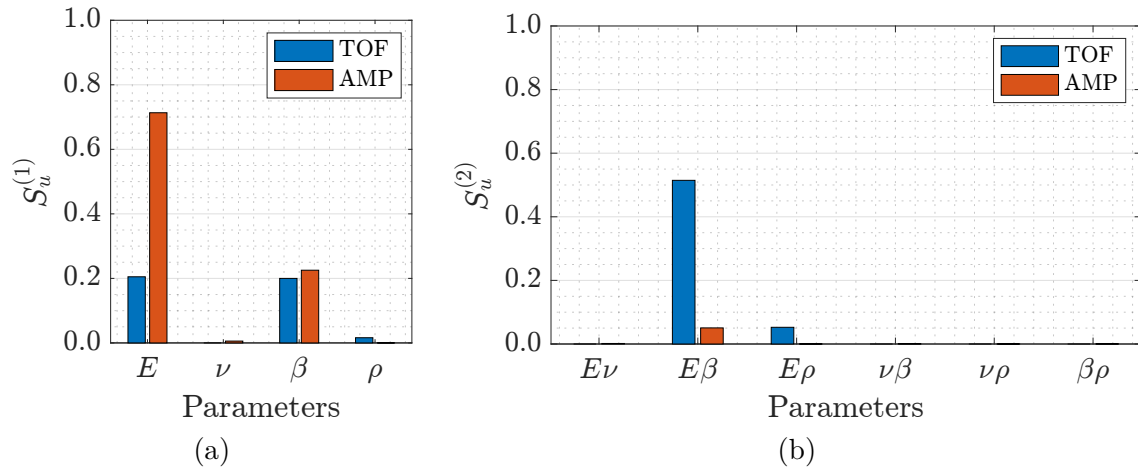 1.0
0.8
0.6
0.4
0.2
0.0
S_u^{(1)}
TOF
AMP
E
ν
β
ρ
Parameters
(a)
1.0
0.8
0.6
0.4
0.2
0.0
S_u^{(2)}
TOF
AMP
Eν
Eβ
Eρ
νβ
νρ
βρ
Parameters
(b)